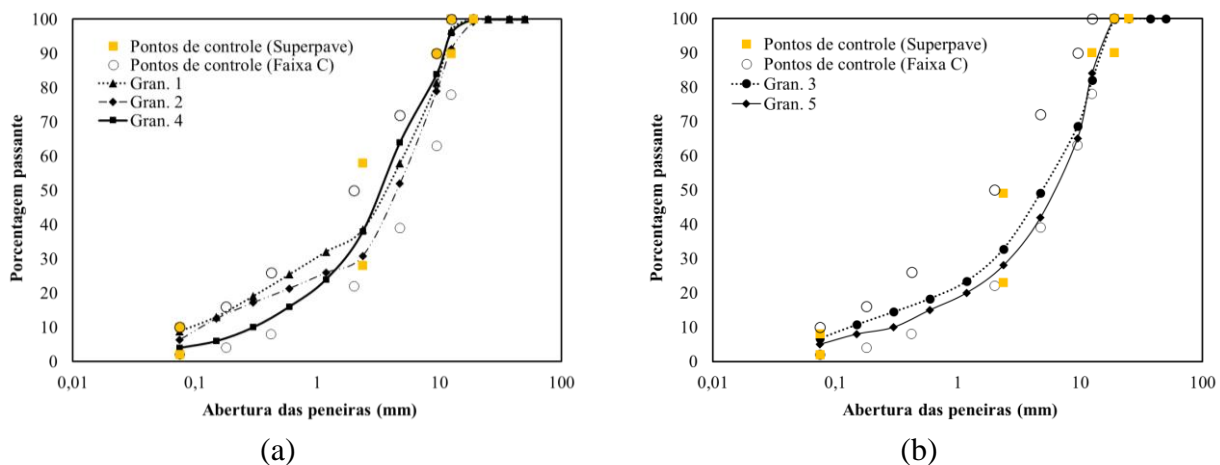 100
90
80
70
60
50
40
30
20
10
0
Porcentagem passante
Pontos de controle (Superpave)
Pontos de controle (Faixa C)
Gran. 1
Gran. 2
Gran. 4
0,01
0,1
1
10
100
Abertura das peneiras (mm)
(a)
100
90
80
70
60
50
40
30
20
10
0
Porcentagem passante
Pontos de controle (Superpave)
Pontos de controle (Faixa C)
Gran. 3
Gran. 5
0,01
0,1
1
10
100
Abertura das peneiras (mm)
(b)